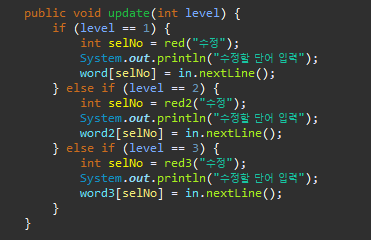 public void update(int level) {
if (level == 1) {
int selNo = red("수정");
System.out.println("수정할 단어 입력");
word[selNo] = in.nextLine();
} else if (level == 2) {
int selNo = red2("수정");
System.out.println("수정할 단어 입력");
word2[selNo] = in.nextLine();
} else if (level == 3) {
int selNo = red3("수정");
System.out.println("수정할 단어 입력");
word3[selNo] = in.nextLine();
}
}